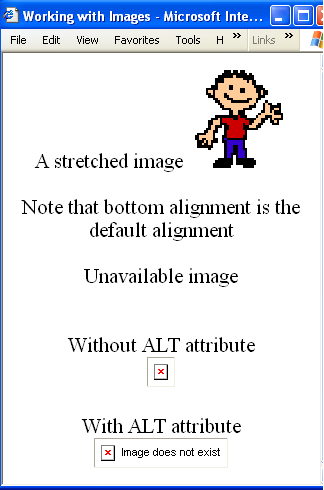 Working with Images - Microsoft Inte...
File Edit View Favorites Tools H » Links »
A stretched image
Note that bottom alignment is the
default alignment
Unavailable image
Without ALT attribute
With ALT attribute
Image does not exist